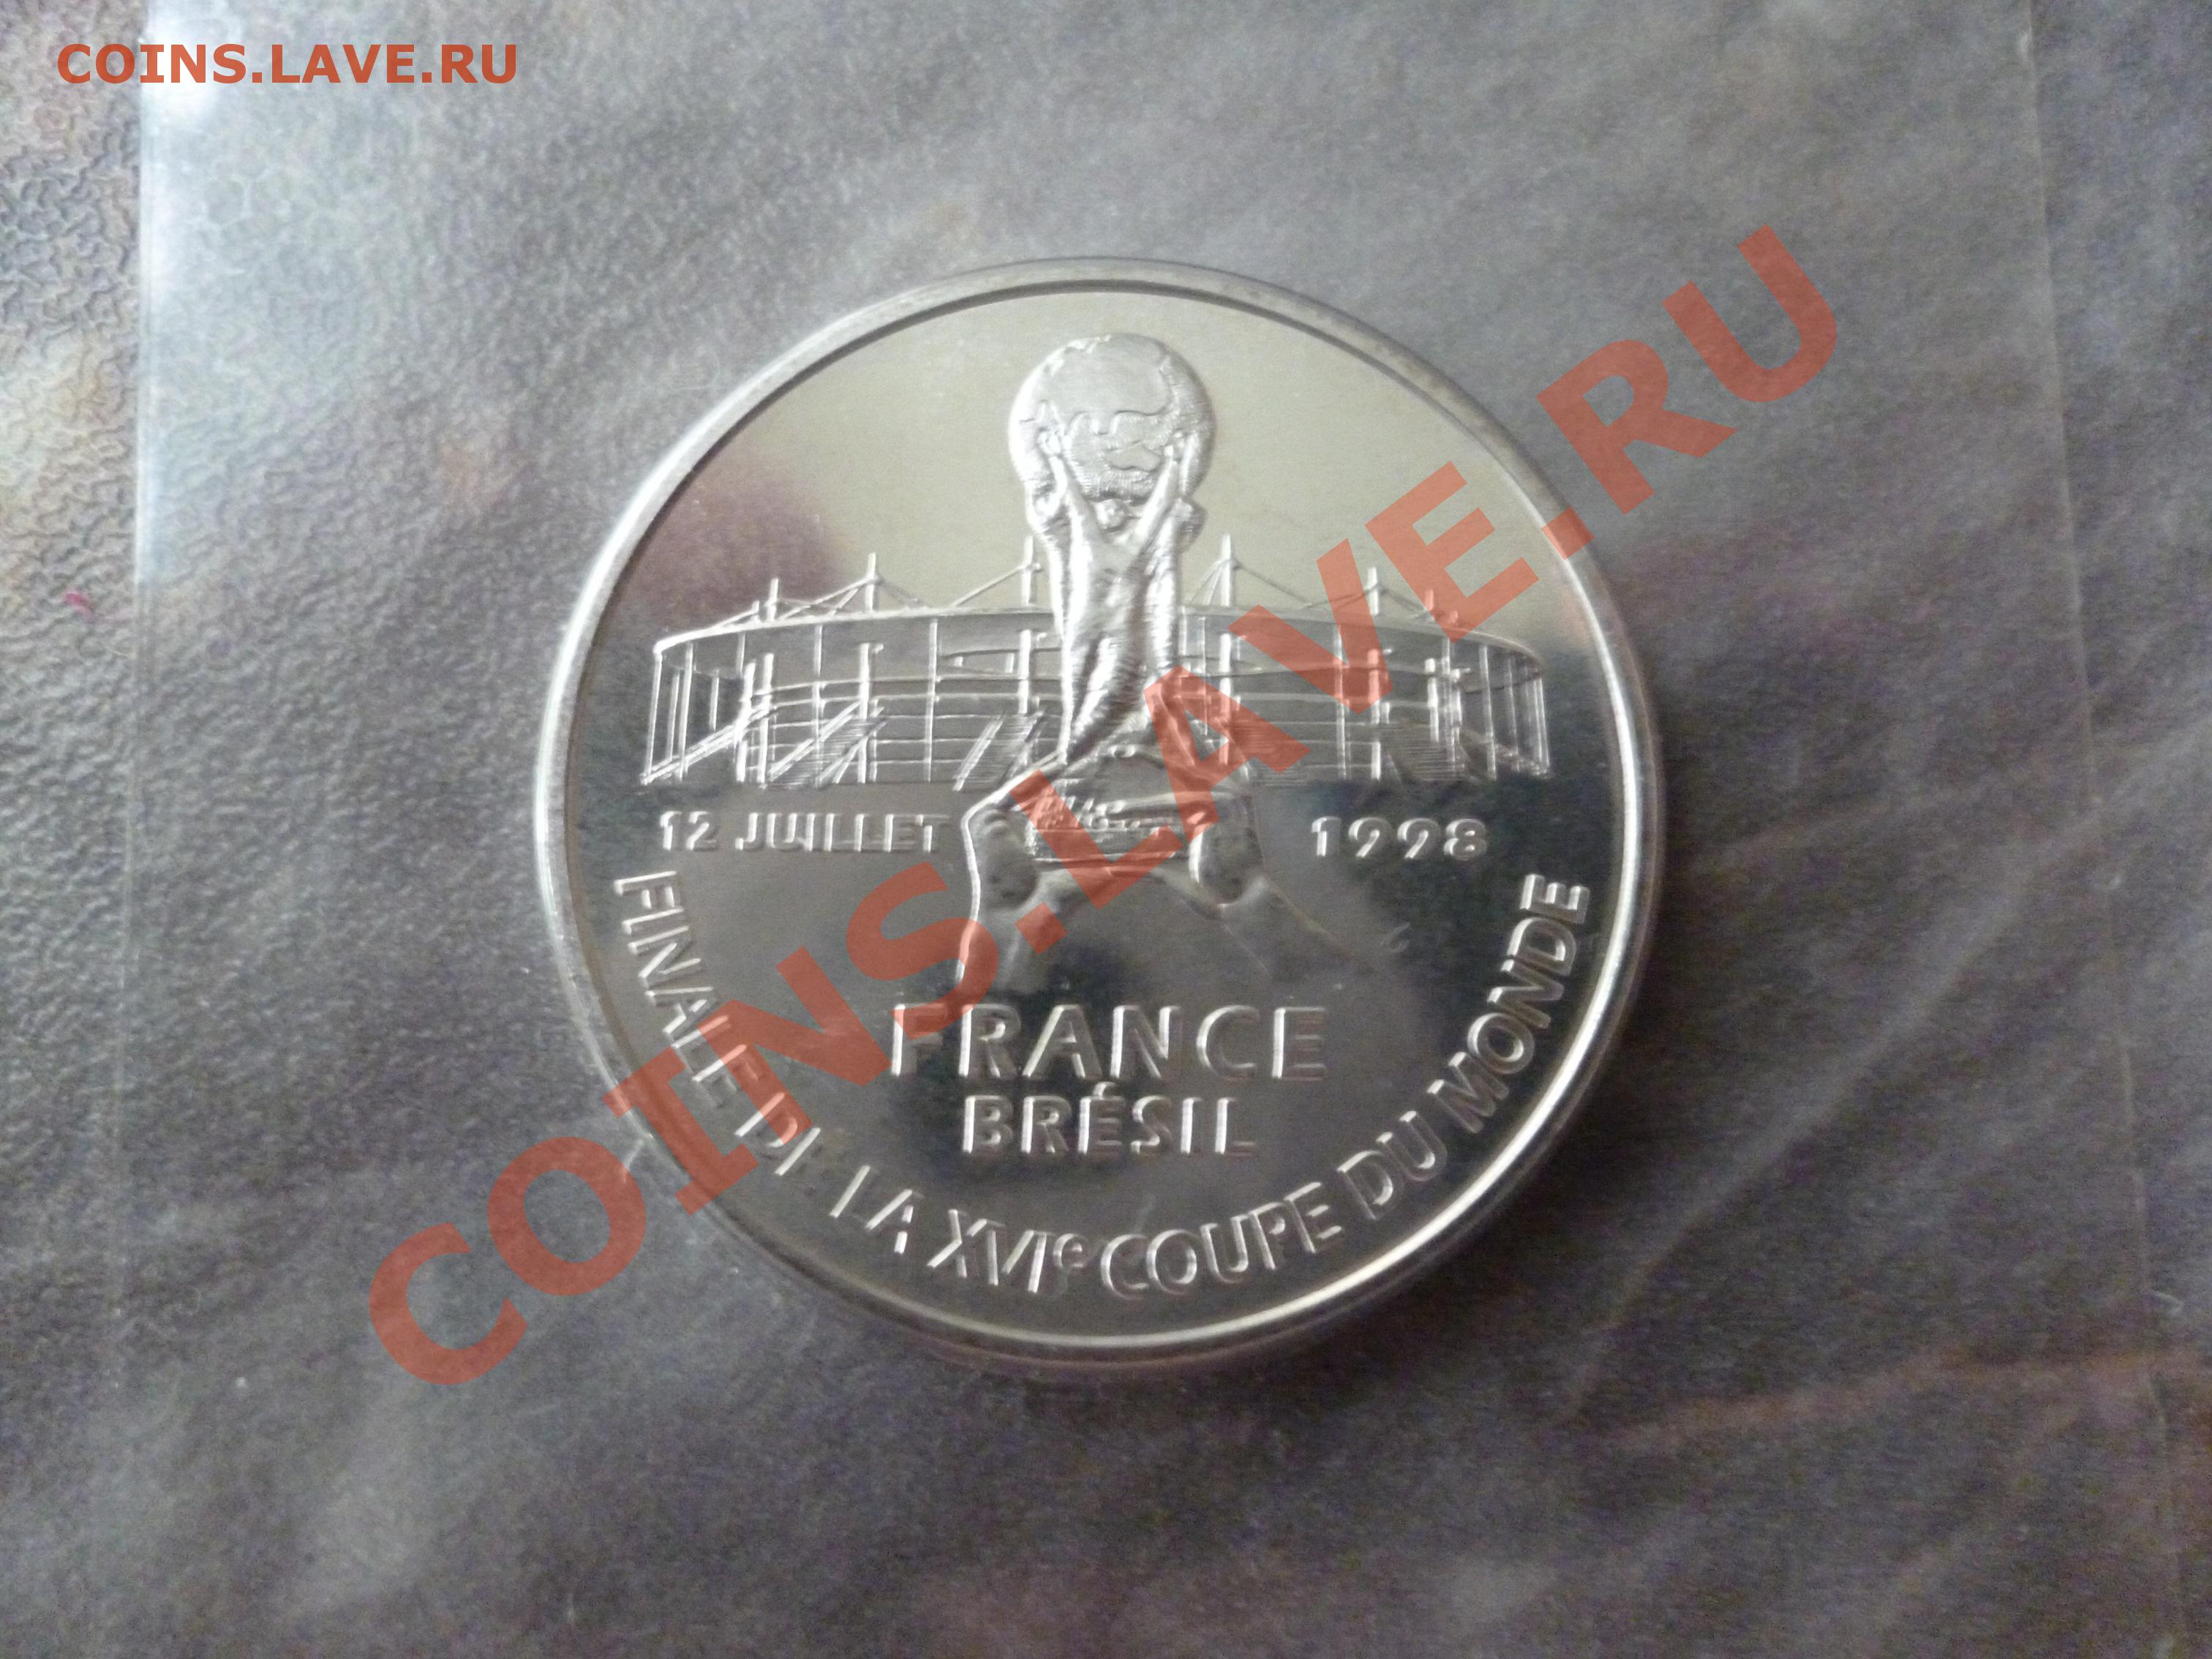 COINS.LAVE.RU
12 JUILLET 1998
FRANCE
BRÉSIL
FINALE DE LA XVIe COUPE DU MONDE
COINS.LAVE.RU